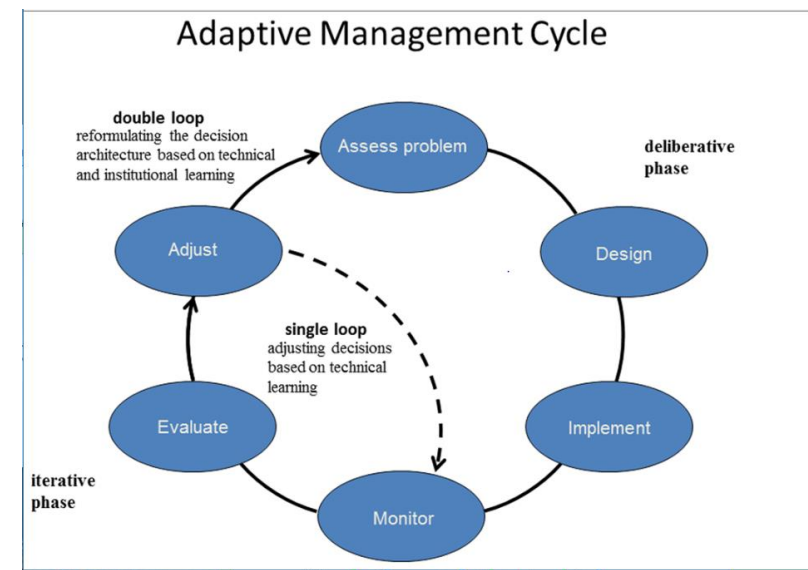 Adaptive Management Cycle
double loop
reformulating the decision
architecture based on technical
and institutional learning
Assess problem
deliberative
phase
Adjust
Design
single loop
adjusting decisions
based on technical
learning
Evaluate
Implement
iterative
phase
Monitor